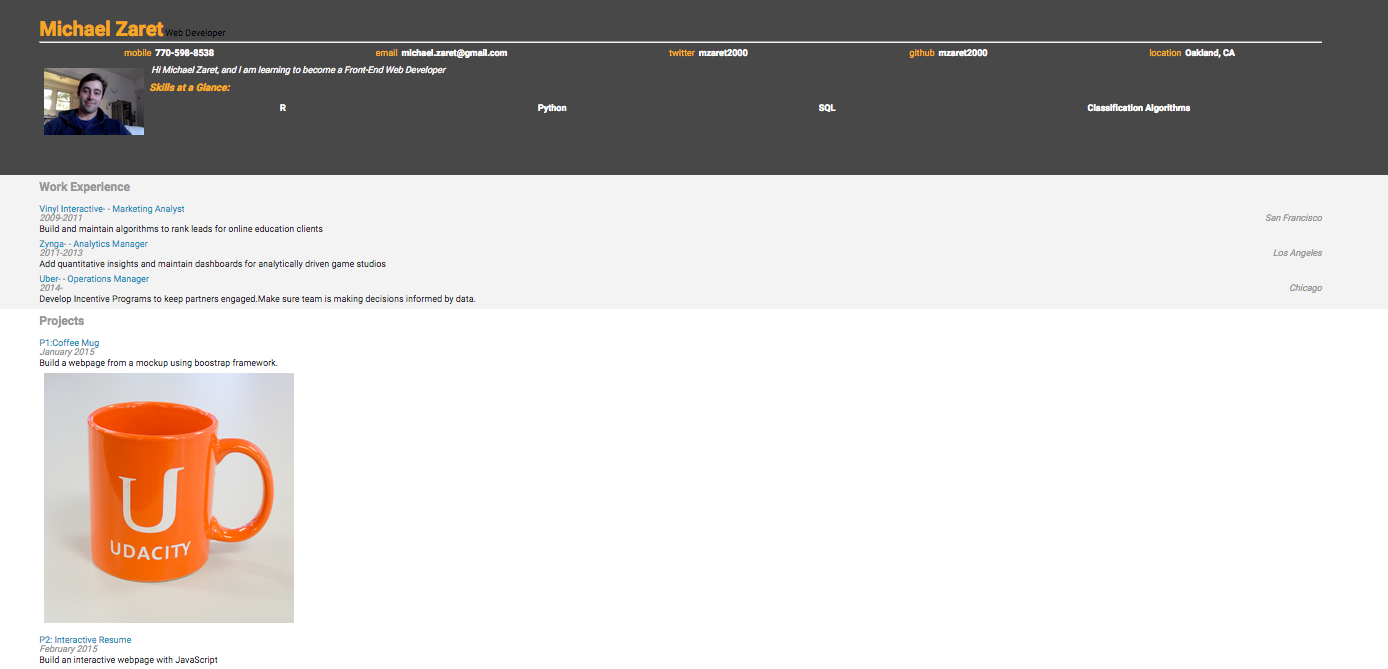 Michael Zaret Web Developer
mobile 770-598-8538 email michael.zaret@gmail.com twitter mzaret2000 github mzaret2000 location Oakland, CA
Hi Michael Zaret, and I am learning to become a Front-End Web Developer
Skills at a Glance:
R Python SQL Classification Algorithms
Work Experience
Vinyl Interactive- - Marketing Analyst
2009-2011 San Francisco
Build and maintain algorithms to rank leads for online education clients
Zynga- - Analytics Manager
2011-2013 Los Angeles
Add quantitative insights and maintain dashboards for analytically driven game studios
Uber- - Operations Manager
2014- Chicago
Develop Incentive Programs to keep partners engaged.Make sure team is making decisions informed by data.
Projects
P1:Coffee Mug
January 2015
Build a webpage from a mockup using boostrap framework.
U
UDACITY
P2: Interactive Resume
February 2015
Build an interactive webpage with JavaScript